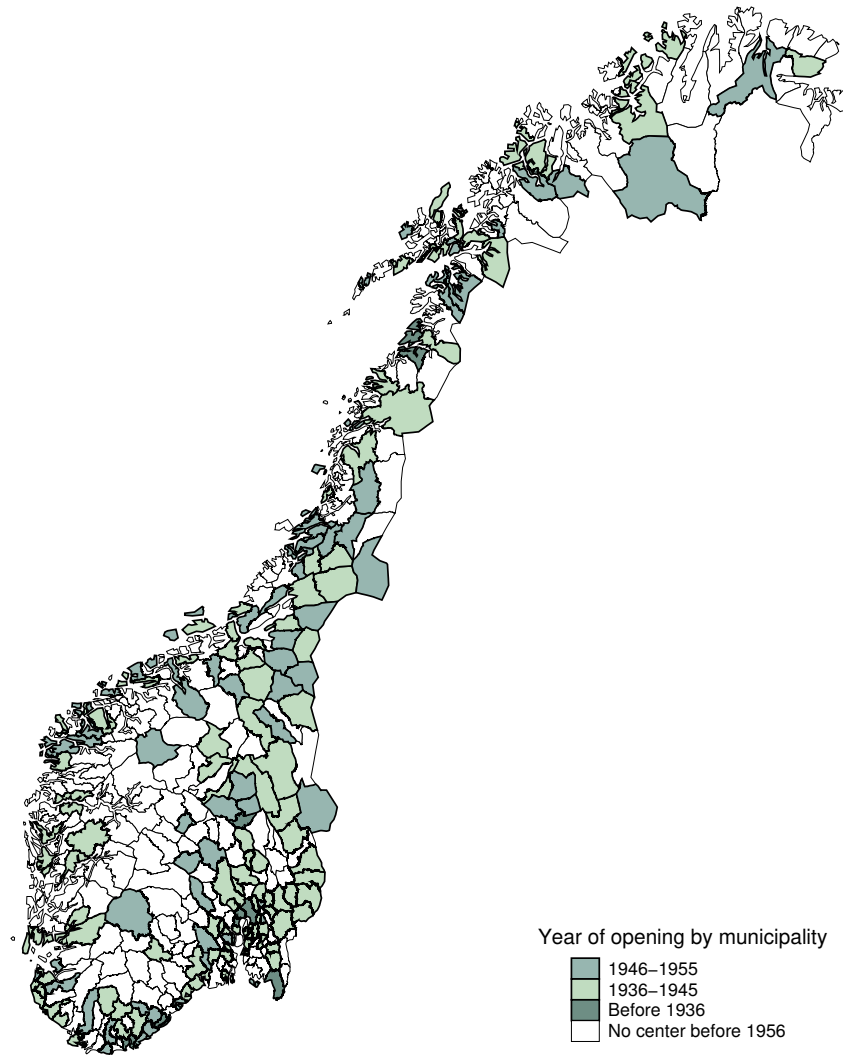 Year of opening by municipality
1946−1955
1936−1945
Before 1936
No center before 1956